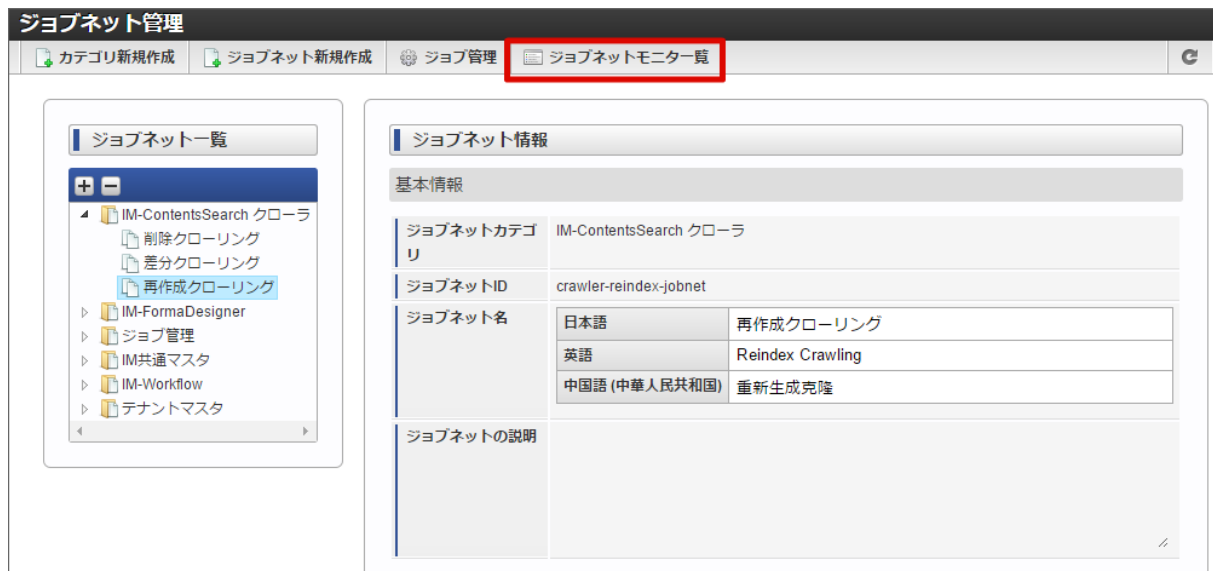 ジョブネット管理
カテゴリ新規作成 ジョブネット新規作成 ジョブ管理 ジョブネットモニター覧
ジョブネット一覧
IM-ContentsSearch クローラ
削除クローリング
差分クローリング
再作成クローリング
IM-FormaDesigner
ジョブ管理
IM共通マスタ
IM-Workflow
テナントマスタ
ジョブネット情報
基本情報
ジョブネットカテゴ
リ
IM-ContentsSearch クローラ
ジョブネットID crawler-reindex-jobnet
ジョブネット名
日本語 再作成クローリング
英語 Reindex Crawling
中国語 (中華人民共和国) 重新生成克隆
ジョブネットの説明